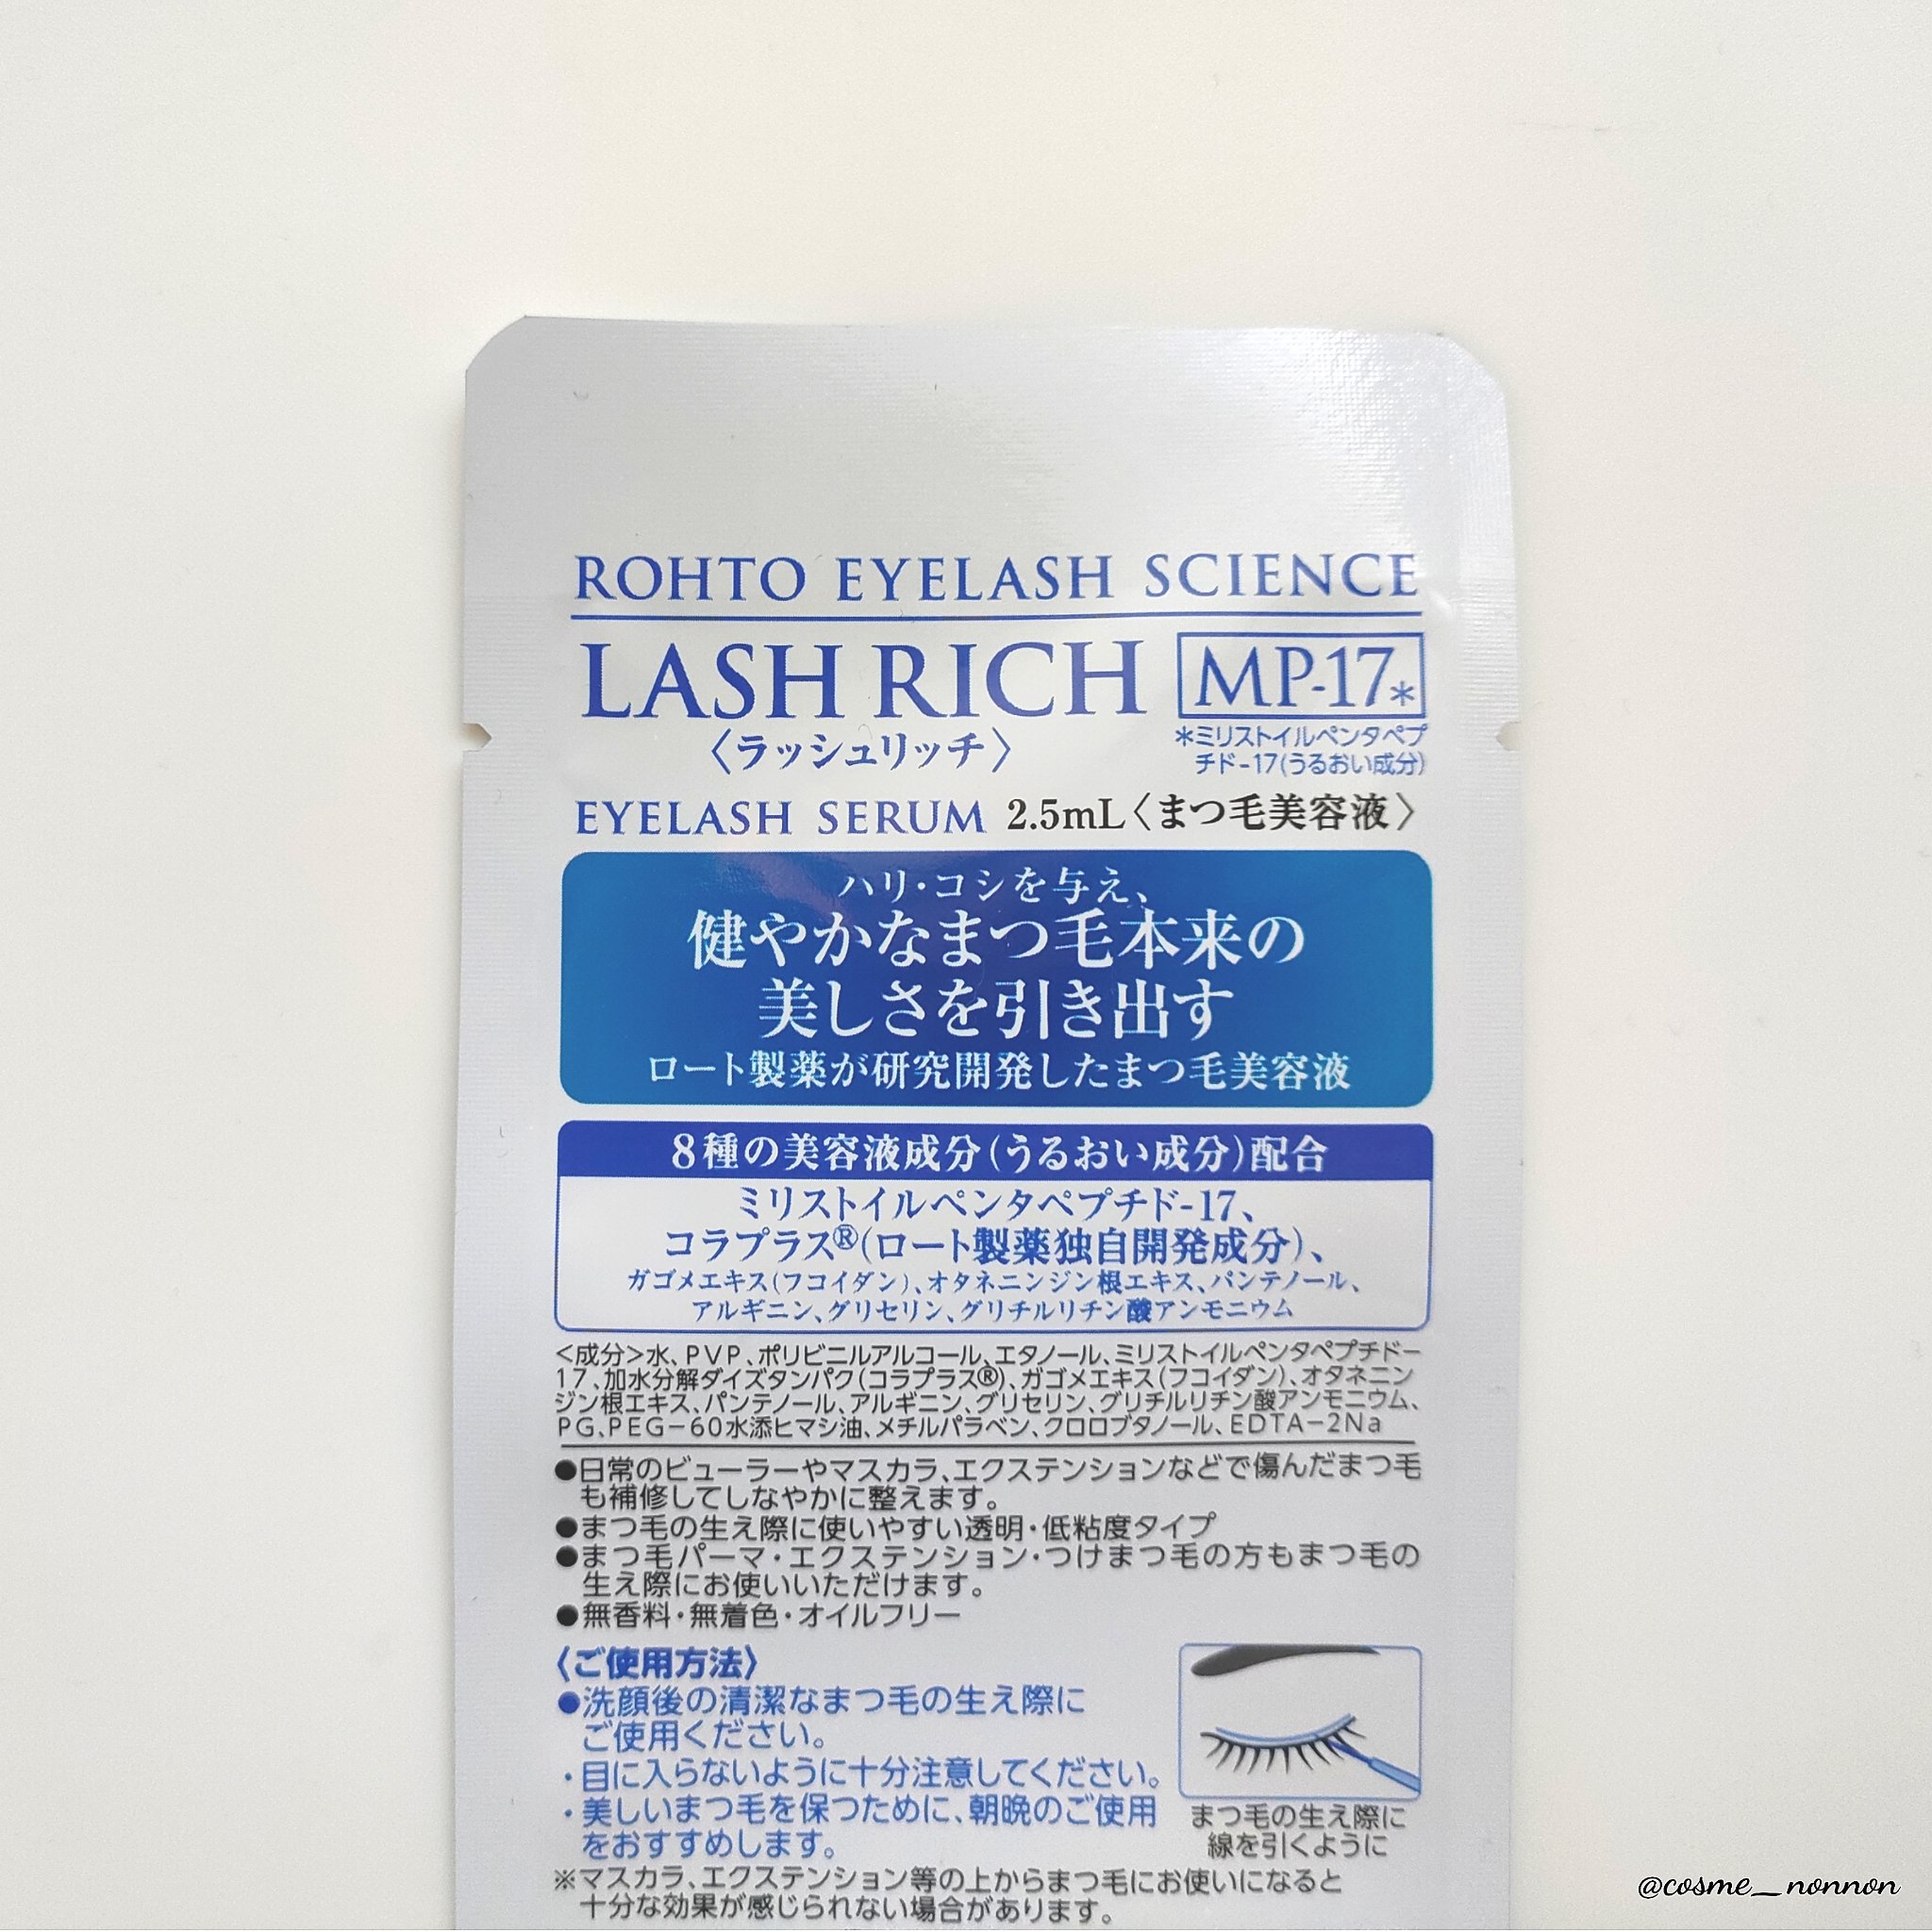 ROHTO EYELASH SCIENCE
LASH RICH MP-17*
*ミリストイルペンタペプ
チド-17(うるおい成分)
〈ラッシュリッチ〉
EYELASH SERUM 2.5mL〈まつ毛美容液〉
ハリ・コシを与え、
健やかなまつ毛本来の
美しさを引き出す
ロート製薬が研究開発したまつ毛美容液
8種の美容液成分(うるおい成分)配合
ミリストイルペンタペプチド-17、
コラプラス®(ロート製薬独自開発成分)、
ガゴメエキス(フコイダン)、オタネニンジン根エキス、パンテノール、
アルギニン、グリセリン、グリチルリチン酸アンモニウム
<成分>水、PVP、ポリビニルアルコール、エタノール、ミリストイルペンタペプチドー
17、加水分解ダイズタンパク(コラプラス®)、ガゴメエキス(フコイダン)、オタネニン
ジン根エキス、パンテノール、アルギニン、グリセリン、グリチルリチン酸アンモニウム、
PG、PEG-60水添ヒマシ油、メチルパラベン、クロロブタノール、EDTA-2Na
●日常のビューラーやマスカラ、エクステンションなどで傷んだまつ毛
も補修してしなやかに整えます。
●まつ毛の生え際に使いやすい透明・低粘度タイプ
●まつ毛パーマ・エクステンション・つけまつ毛の方もまつ毛の
生え際にお使いいただけます。
●無香料・無着色・オイルフリー
〈ご使用方法〉
●洗顔後の清潔なまつ毛の生え際に
ご使用ください。
・目に入らないように十分注意してください。
・美しいまつ毛を保つために、朝晩のご使用
をおすすめします。
まつ毛の生え際に
線を引くように
※マスカラ、エクステンション等の上からまつ毛にお使いになると
十分な効果が感じられない場合があります。
@cosme_nonnon